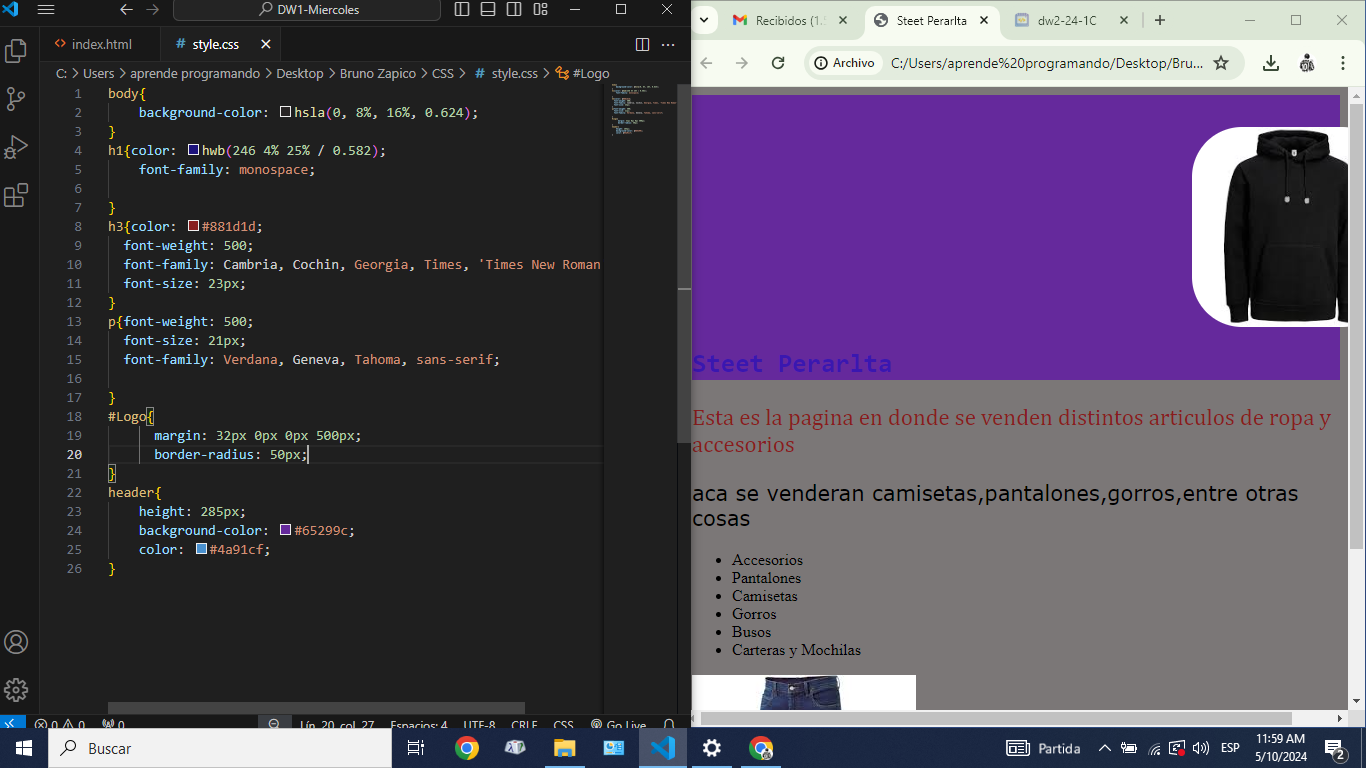 DW1-Miercoles
index.html
style.css
C: > Users > aprende programando > Desktop > Bruno Zapico > CSS > # style.css > #Logo
1 body{
2 background-color: hsla(0, 8%, 16%, 0.624);
3 }
4 h1{color: hwb(246 4% 25% / 0.582);
5 font-family: monospace;
6
7 }
8 h3{color: #881d1d;
9 font-weight: 500;
10 font-family: Cambria, Cochin, Georgia, Times, 'Times New Roman
11 font-size: 23px;
12 }
13 p{font-weight: 500;
14 font-size: 21px;
15 font-family: Verdana, Geneva, Tahoma, sans-serif;
16
17 }
18 #Logo{
19 margin: 32px 0px 0px 500px;
20 border-radius: 50px;
21 }
22 header{
23 height: 285px;
24 background-color: #65299c;
25 color: #4a91cf;
26 }
0 0 0 Lín. 20, col. 27 Espacios: 4 UTF-8 CRLF CSS Go Live
Recibidos (1.5
Steet Perarlta
dw2-24-1C
Archivo C:/Users/aprende%20programando/Desktop/Bru...
Steet Perarlta
Esta es la pagina en donde se venden distintos articulos de ropa y
accesorios
aca se venderan camisetas,pantalones,gorros,entre otras
cosas
Accesorios
Pantalones
Camisetas
Gorros
Busos
Carteras y Mochilas
Buscar
Partida
ESP
11:59 AM
5/10/2024
2